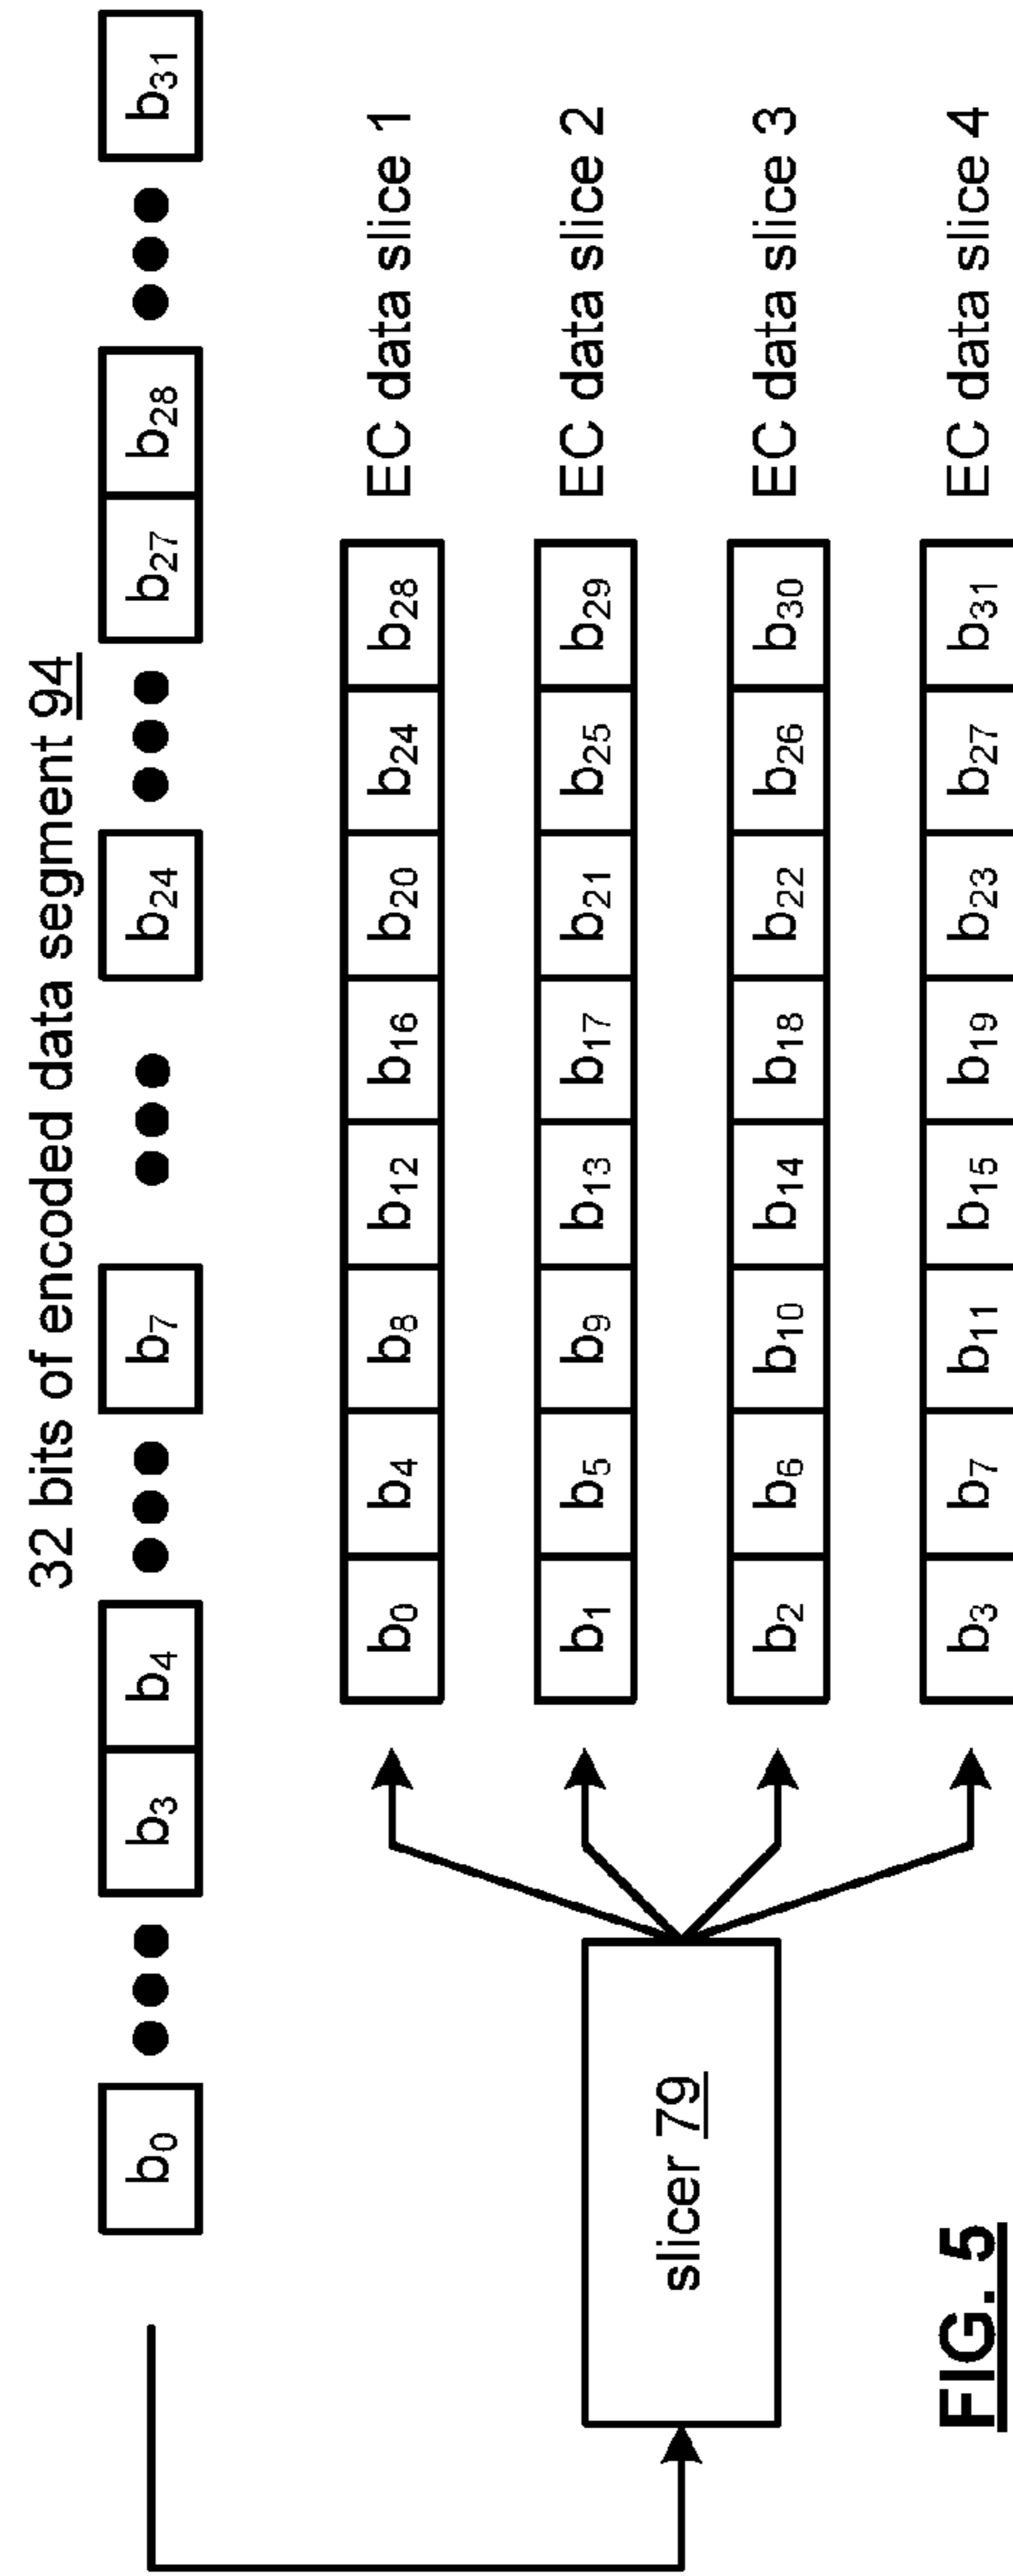 32 bits of encoded data segment 94
b0 b3 b4 b7 b24 b27 b28 b31
b0 b4 b8 b12 b16 b20 b24 b28 EC data slice 1
b1 b5 b9 b13 b17 b21 b25 b29 EC data slice 2
slicer 79
b2 b6 b10 b14 b18 b22 b26 b30 EC data slice 3
b3 b7 b11 b15 b19 b23 b27 b31 EC data slice 4
FIG. 5